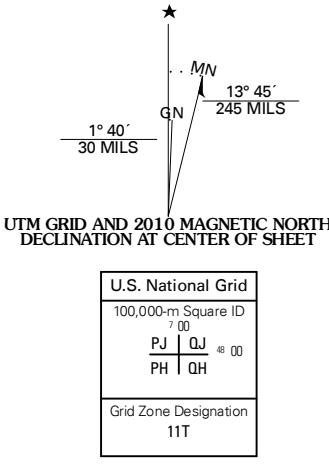 ★
MN
GN
13° 45´
245 MILS
1° 40´
30 MILS
UTM GRID AND 2010 MAGNETIC NORTH
DECLINATION AT CENTER OF SHEET
U.S. National Grid
100,000-m Square ID
7 00
PJ QJ
48 00
PH QH
Grid Zone Designation
11T